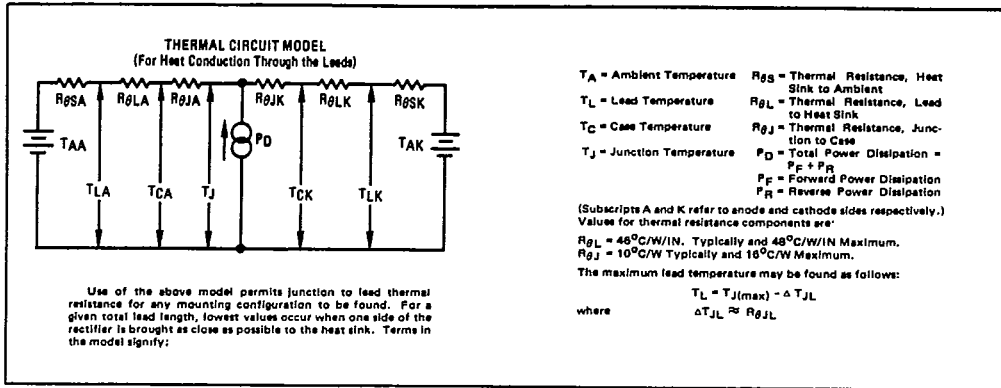 THERMAL CIRCUIT MODEL
(For Heat Conduction Through the Leads)
RθSA RθLA RθJA RθJK RθLK RθSK
TAA PD TAK
TLA TCA TJ TCK TLK
Use of the above model permits junction to lead thermal
resistance for any mounting configuration to be found. For a
given total lead length, lowest values occur when one side of the
rectifier is brought as close as possible to the heat sink. Terms in
the model signify:
TA = Ambient Temperature RθS = Thermal Resistance, Heat
Sink to Ambient
TL = Lead Temperature RθL = Thermal Resistance, Lead
to Heat Sink
TC = Case Temperature RθJ = Thermal Resistance, Junc-
tion to Case
TJ = Junction Temperature PD = Total Power Dissipation =
PF + PR
PF = Forward Power Dissipation
PR = Reverse Power Dissipation
(Subscripts A and K refer to anode and cathode sides respectively.)
Values for thermal resistance components are:
RθL = 46°C/W/IN. Typically and 48°C/W/IN Maximum.
RθJ = 10°C/W Typically and 16°C/W Maximum.
The maximum lead temperature may be found as follows:
TL = TJ(max) - Δ TJL
where ΔTJL ≈ RθJL